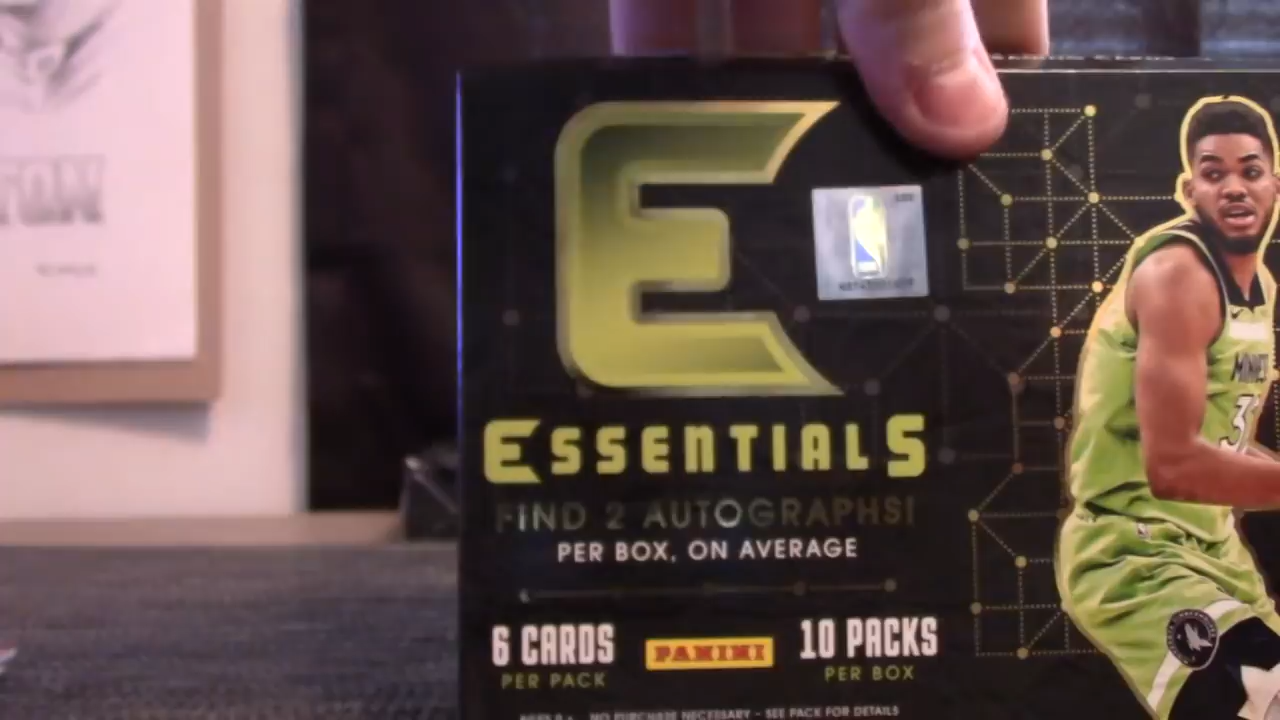 E
ESSENTIALS
FIND 2 AUTOGRAPHS!
PER BOX, ON AVERAGE
6 CARDS
PER PACK
PANINI
10 PACKS
PER BOX
NO PURCHASE NECESSARY - SEE PACK FOR DETAILS